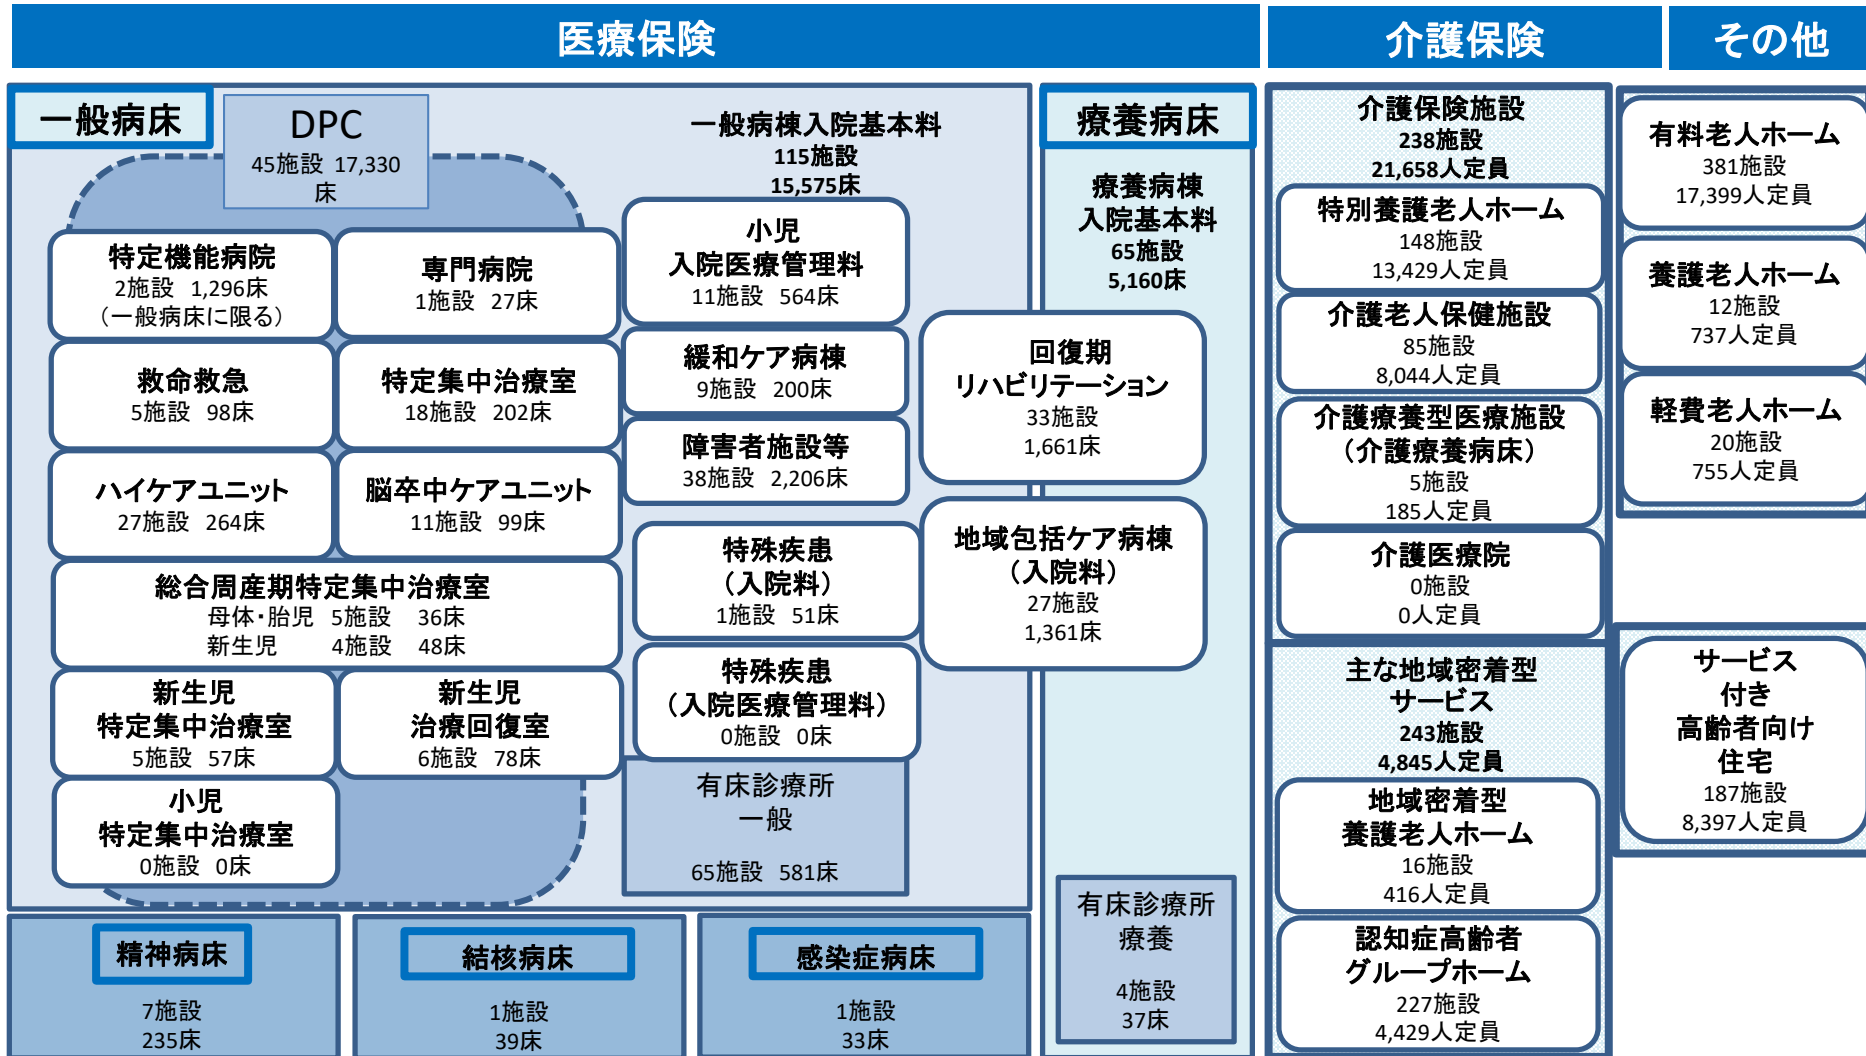 医療保険
介護保険
その他
一般病床
DPC
45施設 17,330
床
一般病棟入院基本料
115施設
15,575床
特定機能病院
2施設 1,296床
（一般病床に限る）
専門病院
1施設 27床
救命救急
5施設 98床
特定集中治療室
18施設 202床
ハイケアユニット
27施設 264床
脳卒中ケアユニット
11施設 99床
総合周産期特定集中治療室
母体・胎児 5施設 36床
新生児 4施設 48床
新生児
特定集中治療室
5施設 57床
新生児
治療回復室
6施設 78床
小児
特定集中治療室
0施設 0床
小児
入院医療管理料
11施設 564床
緩和ケア病棟
9施設 200床
障害者施設等
38施設 2,206床
特殊疾患
（入院料）
1施設 51床
特殊疾患
（入院医療管理料）
0施設 0床
有床診療所
一般
65施設 581床
療養病床
療養病棟
入院基本料
65施設
5,160床
回復期
リハビリテーション
33施設
1,661床
地域包括ケア病棟
（入院料）
27施設
1,361床
有床診療所
療養
4施設
37床
精神病床
7施設
235床
結核病床
1施設
39床
感染症病床
1施設
33床
介護保険施設
238施設
21,658人定員
特別養護老人ホーム
148施設
13,429人定員
介護老人保健施設
85施設
8,044人定員
介護療養型医療施設
（介護療養病床）
5施設
185人定員
介護医療院
0施設
0人定員
主な地域密着型
サービス
243施設
4,845人定員
地域密着型
養護老人ホーム
16施設
416人定員
認知症高齢者
グループホーム
227施設
4,429人定員
有料老人ホーム
381施設
17,399人定員
養護老人ホーム
12施設
737人定員
軽費老人ホーム
20施設
755人定員
サービス
付き
高齢者向け
住宅
187施設
8,397人定員